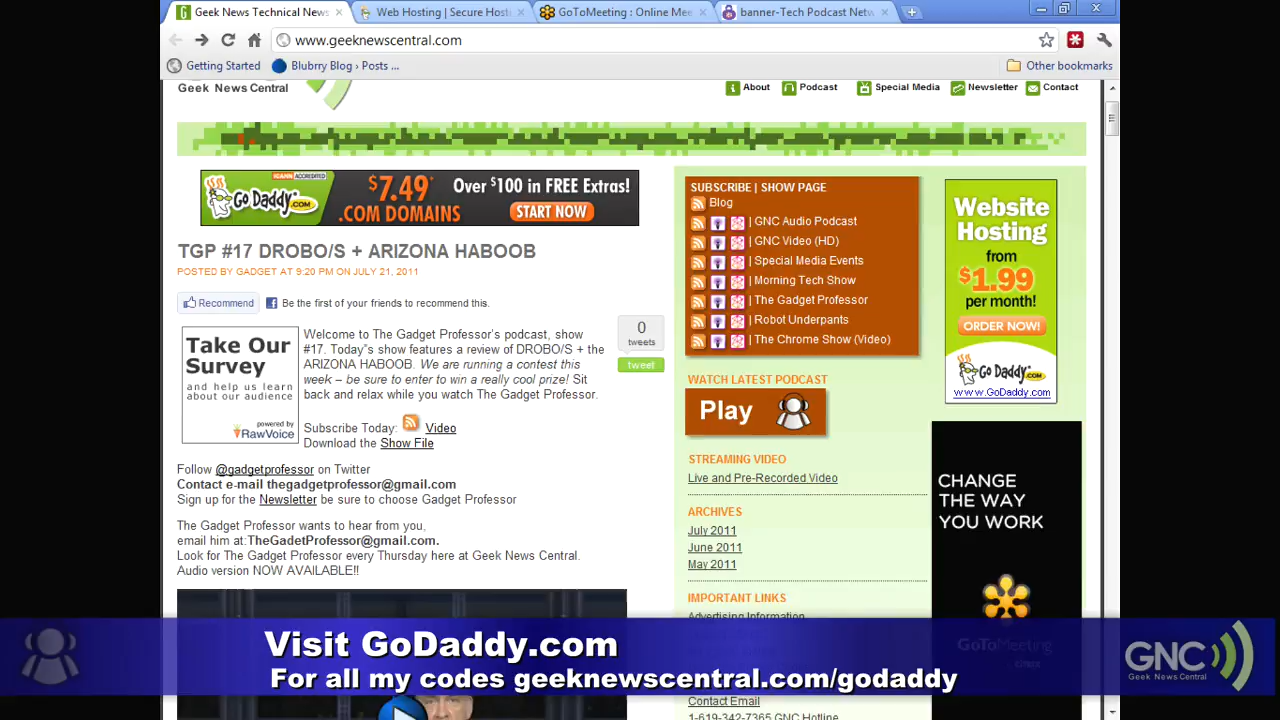 Geek News Technical News
Web Hosting | Secure Hosti
GoToMeeting : Online Mee
banner-Tech Podcast Netw
www.geeknewscentral.com
Getting Started
Blubrry Blog › Posts ...
Other bookmarks
Geek News Central
About
Podcast
Special Media
Newsletter
Contact
ICANN ACCREDITED
Go Daddy.COM
$7.49*
.COM DOMAINS
Over $100 in FREE Extras!
START NOW
TGP #17 DROBO/S + ARIZONA HABOOB
POSTED BY GADGET AT 9:20 PM ON JULY 21, 2011
Recommend
Be the first of your friends to recommend this.
Take Our
Survey
and help us learn
about our audience
powered by
RawVoice
Welcome to The Gadget Professor's podcast, show
#17. Today"s show features a review of DROBO/S + the
ARIZONA HABOOB. We are running a contest this
week – be sure to enter to win a really cool prize! Sit
back and relax while you watch The Gadget Professor.
0
tweets
tweet
Subscribe Today: Video
Download the Show File
Follow @gadgetprofessor on Twitter
Contact e-mail thegadgetprofessor@gmail.com
Sign up for the Newsletter be sure to choose Gadget Professor
The Gadget Professor wants to hear from you,
email him at:TheGadetProfessor@gmail.com.
Look for The Gadget Professor every Thursday here at Geek News Central.
Audio version NOW AVAILABLE!!
SUBSCRIBE | SHOW PAGE
Blog
| GNC Audio Podcast
| GNC Video (HD)
| Special Media Events
| Morning Tech Show
| The Gadget Professor
| Robot Underpants
| The Chrome Show (Video)
WATCH LATEST PODCAST
Play
STREAMING VIDEO
Live and Pre-Recorded Video
ARCHIVES
July 2011
June 2011
May 2011
IMPORTANT LINKS
Advertising Information
Website
Hosting
from
$1.99
per month!
ORDER NOW!
Go Daddy.COM
www.GoDaddy.com
CHANGE
THE WAY
YOU WORK
GoToMeeting
Visit GoDaddy.com
For all my codes geeknewscentral.com/godaddy
GNC
Geek News Central
Contact Email
1-619-342-7365 GNC Hotline